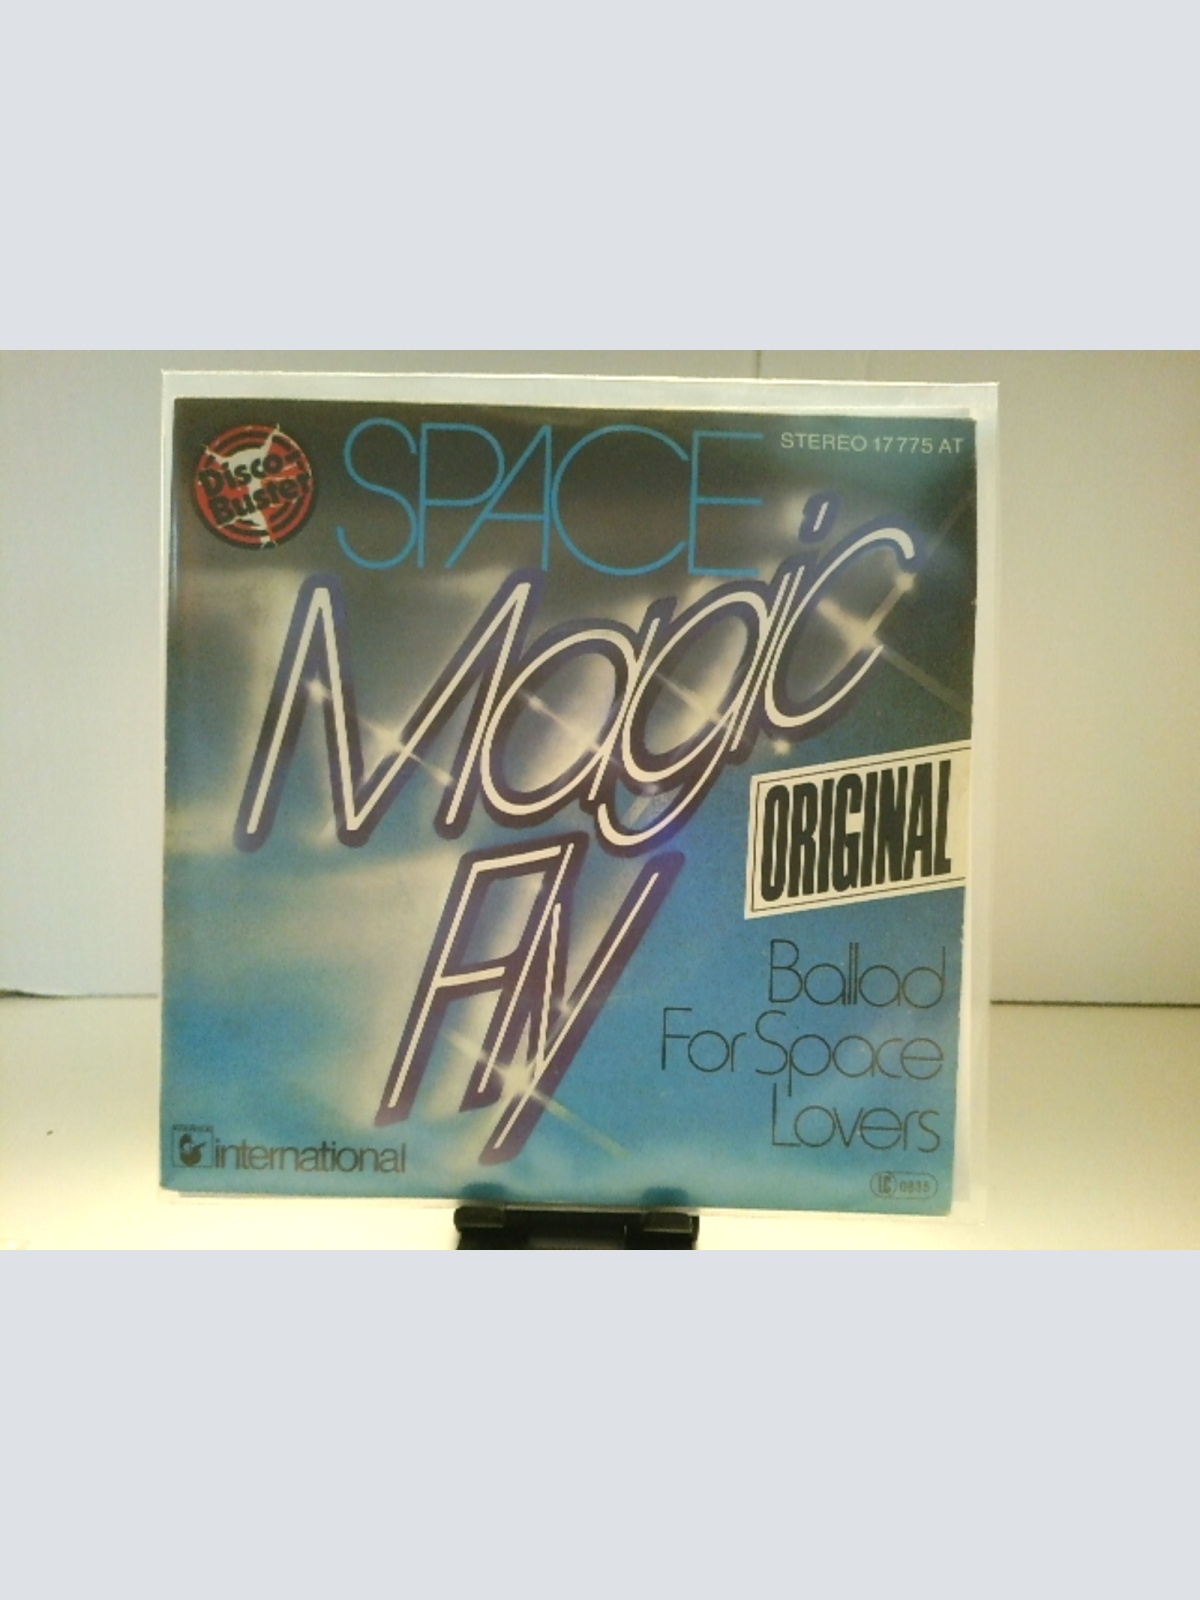 Disco-
Buster
SPACE
STEREO 17 775 AT
Magic
Fly
ORIGINAL
Ballad
For Space
Lovers
international
LC 0835